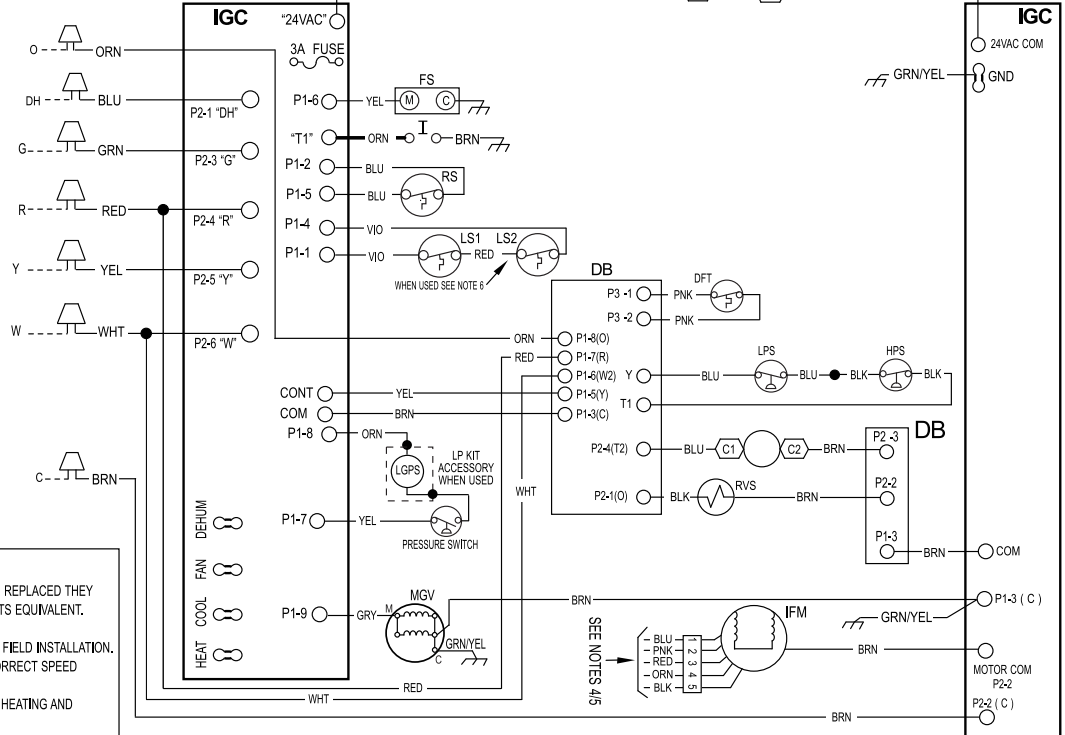 IGC
"24VAC"
3A FUSE
O
ORN
DH
BLU
P2-1 "DH"
G
GRN
P2-3 "G"
R
RED
P2-4 "R"
Y
YEL
P2-5 "Y"
W
WHT
P2-6 "W"
C
BRN
P1-6
YEL
FS
M
C
"T1"
ORN
BRN
P1-2
BLU
RS
P1-5
BLU
P1-4
VIO
P1-1
VIO
LS1
RED
LS2
WHEN USED SEE NOTE 6
CONT
YEL
COM
BRN
P1-8
ORN
LGPS
LP KIT
ACCESSORY
WHEN USED
P1-7
YEL
PRESSURE SWITCH
P1-9
GRY
M
MGV
C
GRN/YEL
DEHUM
FAN
COOL
HEAT
RED
WHT
WHT
ORN
RED
DB
P3 -1
P3 -2
P1-8(O)
P1-7(R)
P1-6(W2)
Y
P1-5(Y)
T1
P1-3(C)
P2-4(T2)
P2-1(O)
PNK
DFT
PNK
LPS
HPS
BLU
BLU
BLK
BLK
BLU
C1
C2
BRN
BLK
RVS
BRN
DB
P2 -3
P2-2
P1-3
BRN
COM
IGC
24VAC COM
GRN/YEL
GND
BRN
P1-3 ( C )
GRN/YEL
IFM
SEE NOTES 4/5
BLU
PNK
RED
ORN
BLK
1
2
3
4
5
BRN
MOTOR COM
P2-2
P2-2 ( C )
BRN
REPLACED THEY
TS EQUIVALENT.
FIELD INSTALLATION.
ORRECT SPEED
HEATING AND